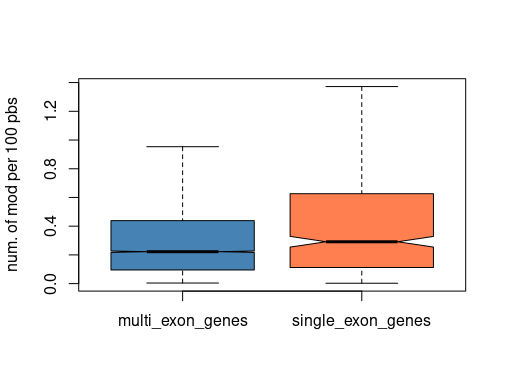 num. of mod per 100 pbs
1.2
0.8
0.4
0.0
multi_exon_genes
single_exon_genes